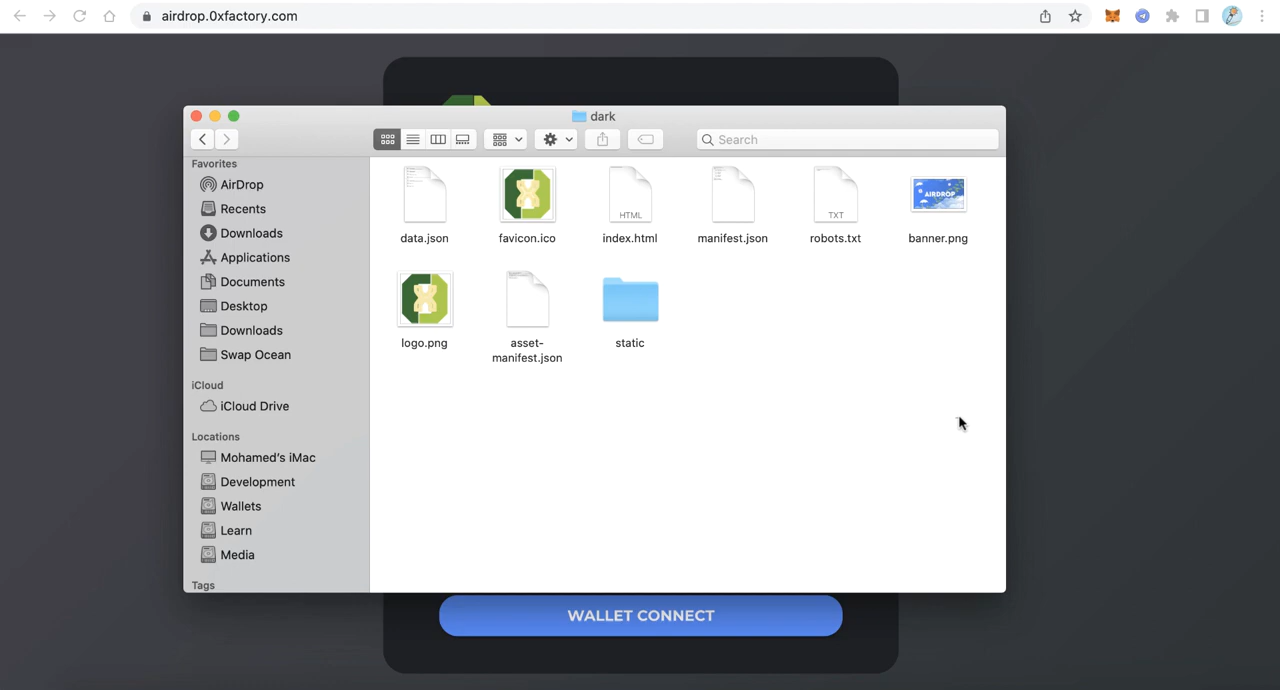 airdrop.0xfactory.com
dark
Search
Favorites
AirDrop
Recents
Downloads
Applications
Documents
Desktop
Downloads
Swap Ocean
iCloud
iCloud Drive
Locations
Mohamed's iMac
Development
Wallets
Learn
Media
Tags
HTML
TXT
AIRDROP
data.json
favicon.ico
index.html
manifest.json
robots.txt
banner.png
logo.png
asset-
manifest.json
static
WALLET CONNECT